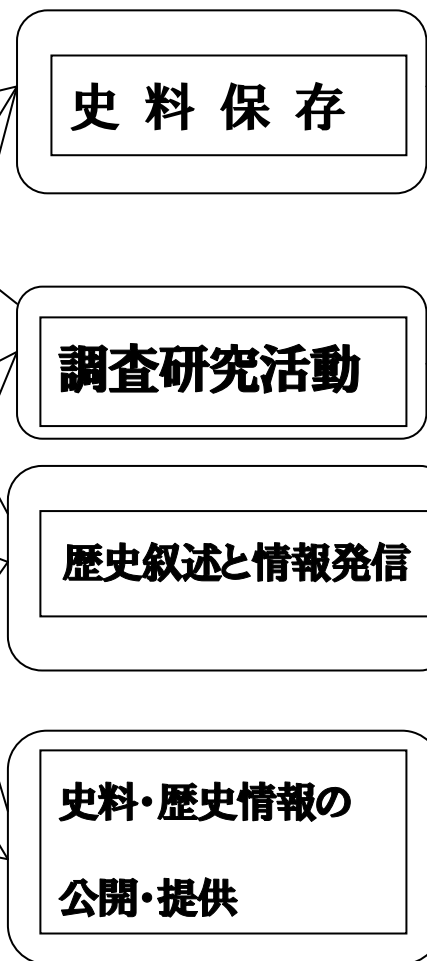 史 料 保 存
調査研究活動
歴史叙述と情報発信
史料・歴史情報の
公開・提供